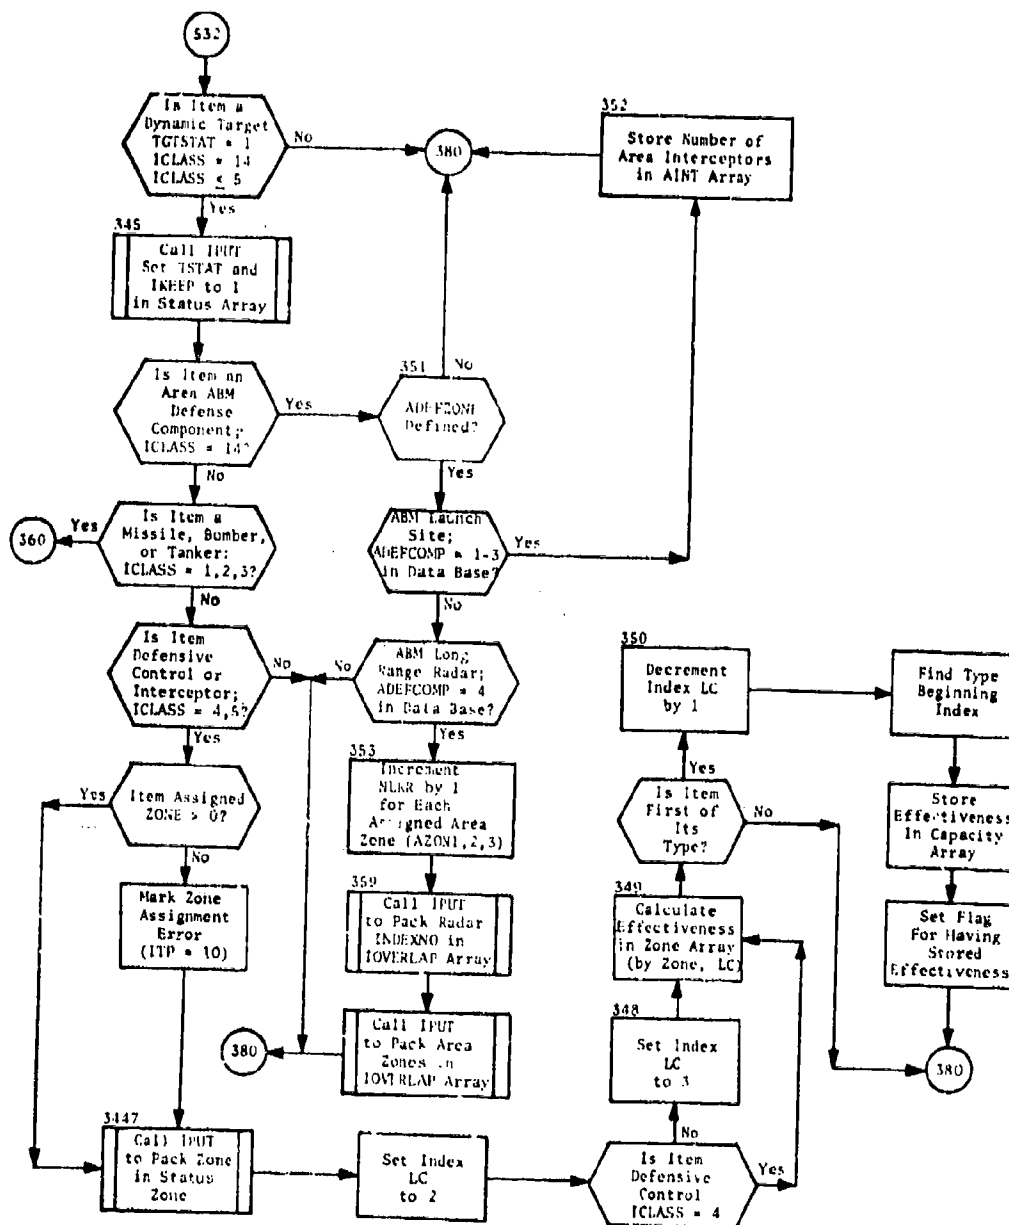 532
Is Item a
Dynamic Target
TGTSTAT = 1
ICLASS = 14
ICLASS ≤ 5
No
380
352
Store Number of
Area Interceptors
in AINT Array
Yes
345
Call IPUT
Set TSTAT and
IKEEP to 1
in Status Array
Is Item an
Area ABM
Defense
Component;
ICLASS = 14?
Yes
351
No
ADEFZONE
Defined?
No
Yes
360
Yes
Is Item a
Missile, Bomber,
or Tanker;
ICLASS = 1,2,3?
ABM Launch
Site;
ADEFCOMP = 1-3
in Data Base?
Yes
No
No
Is Item
Defensive
Control or
Interceptor;
ICLASS = 4,5?
No
No
ABM Long
Range Radar;
ADEFCOMP = 4
in Data Base?
350
Decrement
Index LC
by 1
Find Type
Beginning
Index
Yes
Yes
353
Increment
NLRR by 1
for Each
Assigned Area
Zone (AZON1,2,3)
Yes
Item Assigned
ZONE > 0?
Yes
Is Item
First of
Its
Type?
No
Store
Effectiveness
In Capacity
Array
No
Mark Zone
Assignment
Error
(ITP = 10)
359
Call IPUT
to Pack Radar
INDEXNO in
IOVERLAP Array
349
Calculate
Effectiveness
in Zone Array
(by Zone, LC)
Set Flag
For Having
Stored
Effectiveness
380
Call IPUT
to Pack Area
Zones in
IOVERLAP Array
348
Set Index
LC
to 3
380
3447
Call IPUT
to Pack Zone
in Status
Zone
Set Index
LC
to 2
No
Is Item
Defensive
Control
ICLASS = 4
Yes